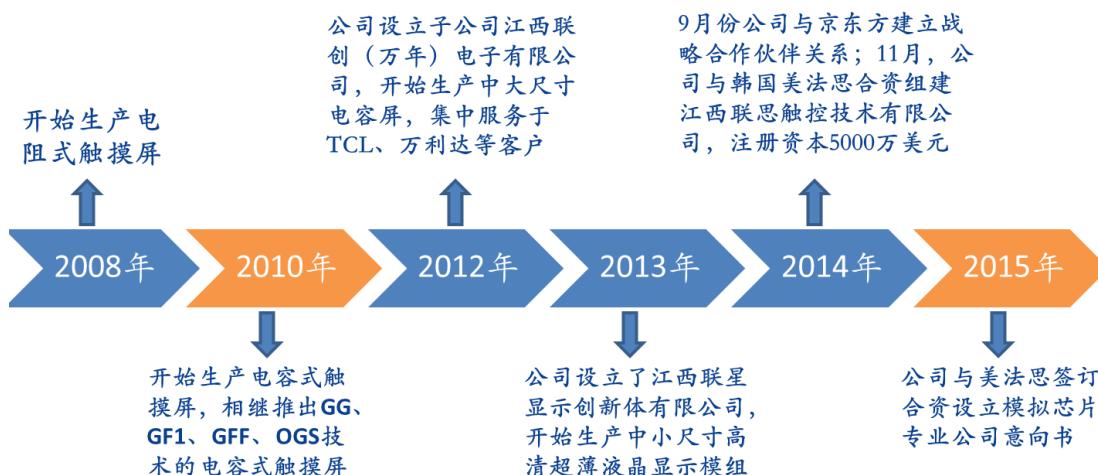 公司设立子公司江西联
创（万年）电子有限公
司，开始生产中大尺寸
电容屏，集中服务于
TCL、万利达等客户
9月份公司与京东方建立战
略合作伙伴关系；11月，公
司与韩国美法思合资组建
江西联思触控技术有限公
司，注册资本5000万美元
开始生产电
阻式触摸屏
2008年
2010年
2012年
2013年
2014年
2015年
开始生产电容式触
摸屏，相继推出GG、
GF1、GFF、OGS技
术的电容式触摸屏
公司设立了江西联星
显示创新体有限公司，
开始生产中小尺寸高
清超薄液晶显示模组
公司与美法思签订
合资设立模拟芯片
专业公司意向书